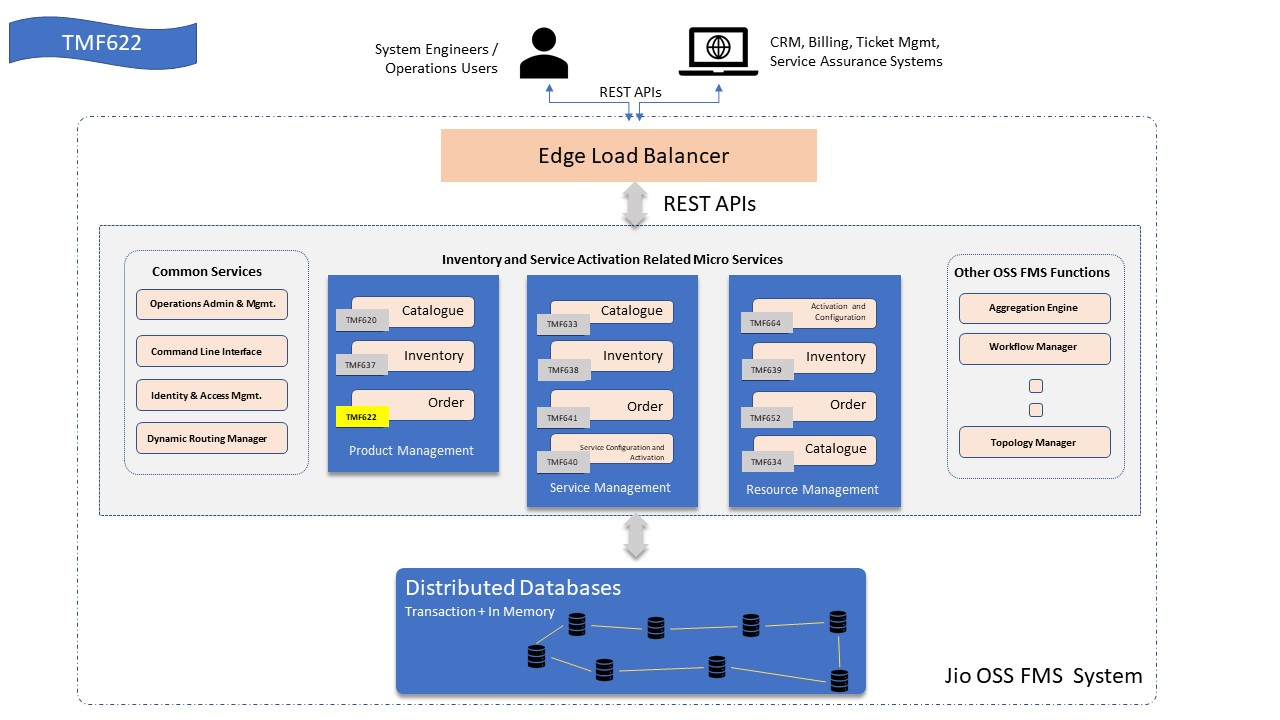 TMF622
System Engineers /
Operations Users
CRM, Billing, Ticket Mgmt,
Service Assurance Systems
REST APIs
Edge Load Balancer
REST APIs
Inventory and Service Activation Related Micro Services
Common Services
Operations Admin & Mgmt.
Command Line Interface
Identity & Access Mgmt.
Dynamic Routing Manager
Catalogue
TMF620
Inventory
TMF637
Order
TMF622
Product Management
Catalogue
TMF633
Inventory
TMF638
Order
TMF641
Service Configuration and
Activation
TMF640
Service Management
Activation and
Configuration
TMF664
Inventory
TMF639
Order
TMF652
Catalogue
TMF634
Resource Management
Other OSS FMS Functions
Aggregation Engine
Workflow Manager
Topology Manager
Distributed Databases
Transaction + In Memory
Jio OSS FMS System